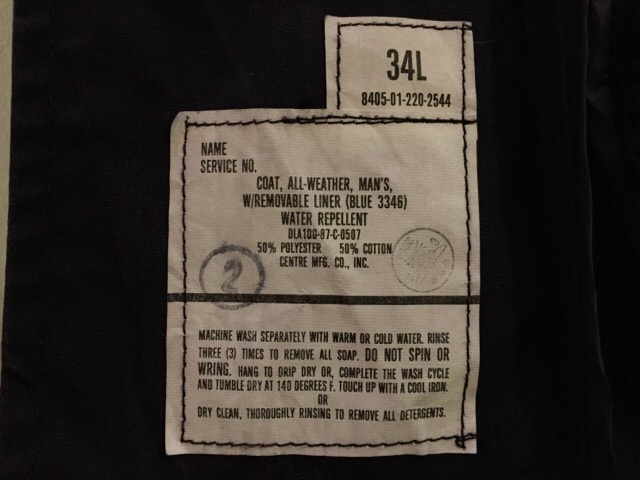 34L
8405-01-220-2544
NAME
SERVICE NO.
COAT, ALL-WEATHER, MAN'S,
W/REMOVABLE LINER (BLUE 3346)
WATER REPELLENT
DLA100-87-C-0507
50% POLYESTER 50% COTTON
CENTRE MFG. CO., INC.
2
MACHINE WASH SEPARATELY WITH WARM OR COLD WATER. RINSE
THREE (3) TIMES TO REMOVE ALL SOAP. DO NOT SPIN OR
WRING. HANG TO DRIP DRY OR, COMPLETE THE WASH CYCLE
AND TUMBLE DRY AT 140 DEGREES F. TOUCH UP WITH A COOL IRON.
OR
DRY CLEAN, THOROUGHLY RINSING TO REMOVE ALL DETERGENTS.